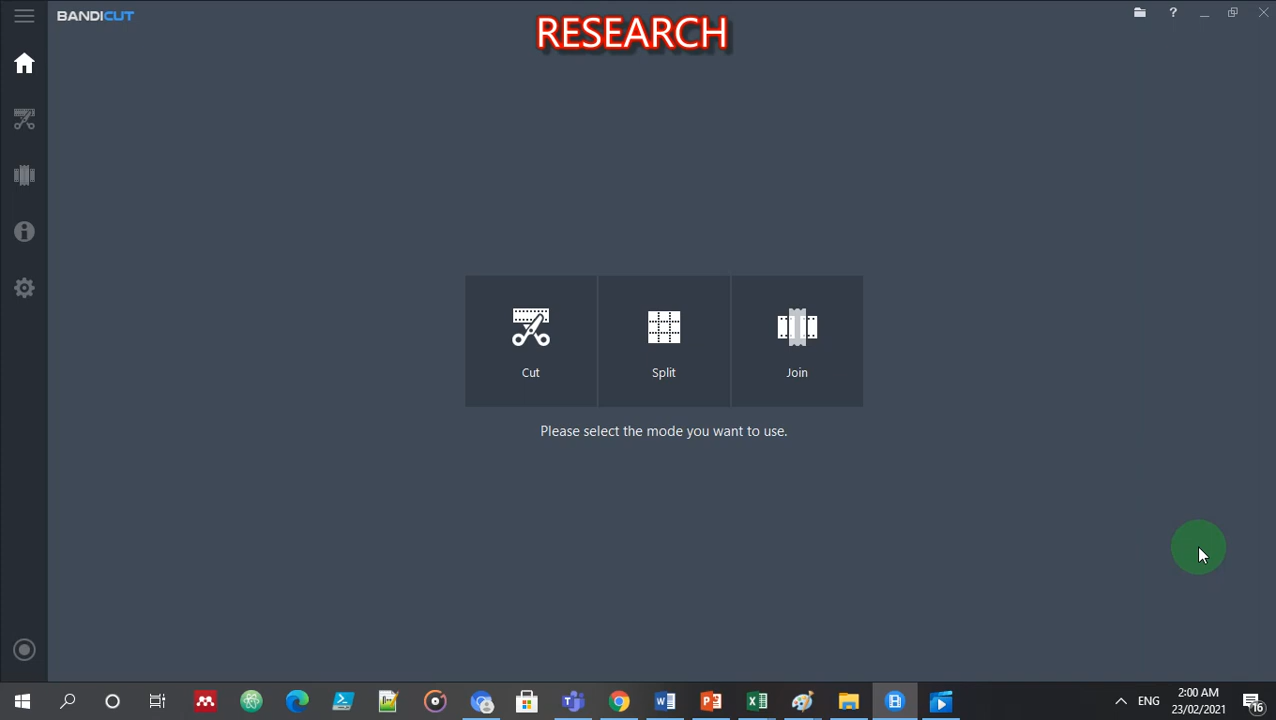 BANDICUT
RESEARCH
?
Cut
Split
Join
Please select the mode you want to use.
ENG
2:00 AM
23/02/2021
16